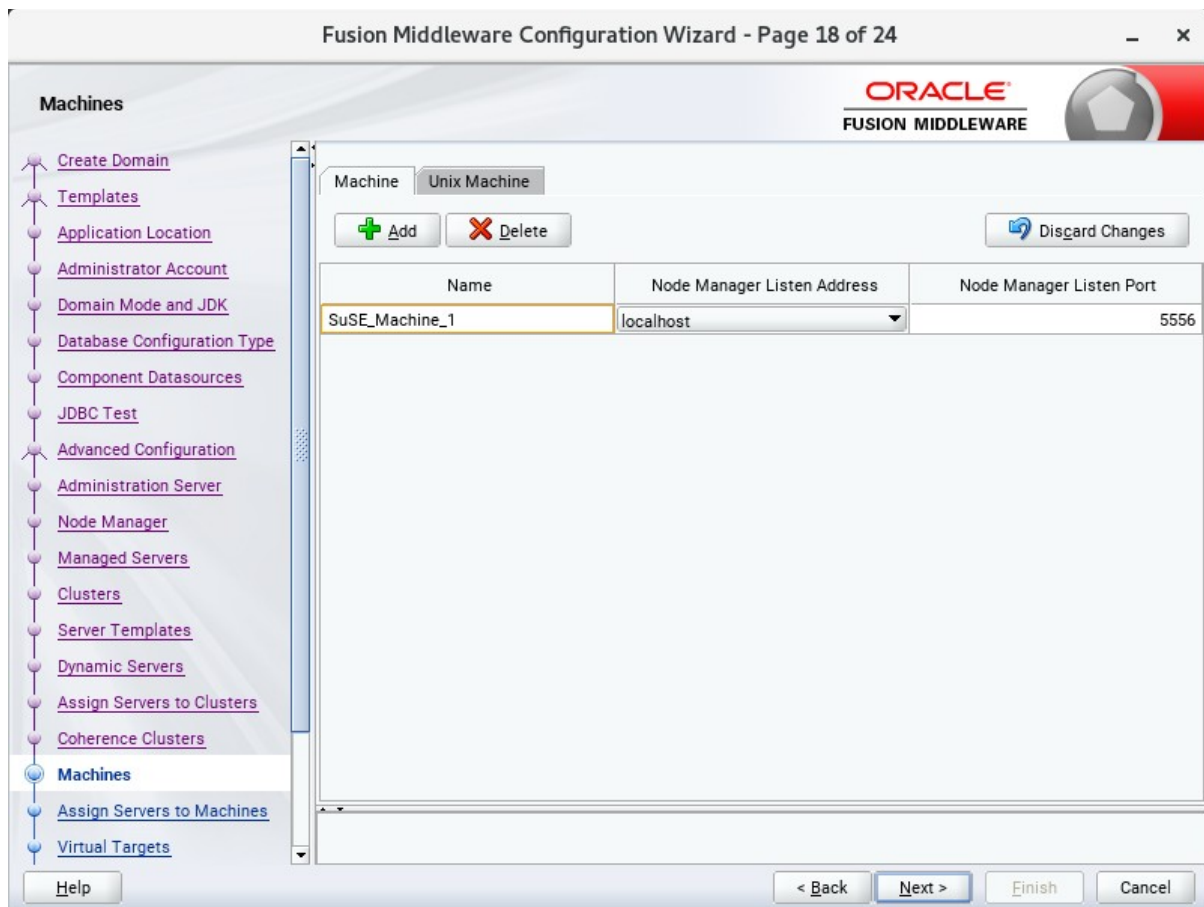 Fusion Middleware Configuration Wizard - Page 18 of 24
Machines
ORACLE
FUSION MIDDLEWARE
Create Domain
Templates
Application Location
Administrator Account
Domain Mode and JDK
Database Configuration Type
Component Datasources
JDBC Test
Advanced Configuration
Administration Server
Node Manager
Managed Servers
Clusters
Server Templates
Dynamic Servers
Assign Servers to Clusters
Coherence Clusters
Machines
Assign Servers to Machines
Virtual Targets
Machine Unix Machine
Add Delete Discard Changes
Name Node Manager Listen Address Node Manager Listen Port
SuSE_Machine_1 localhost 5556
Help < Back Next > Finish Cancel